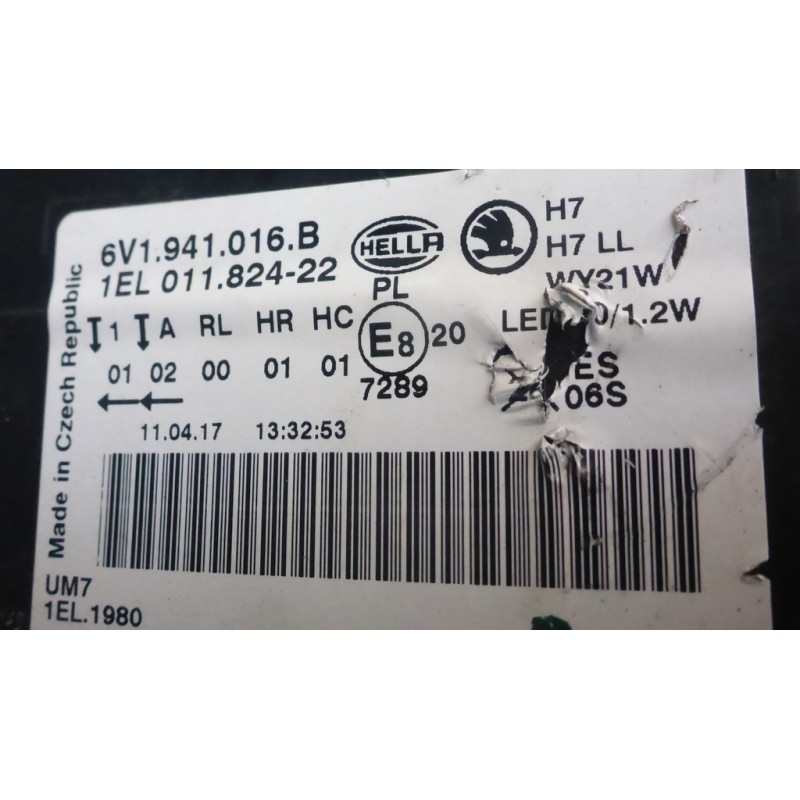 6V1.941.016.B
1EL 011.824-22
HELLA
H7
H7 LL
WY21W
PL
1 A RL HR HC
E8 20
01 02 00 01 01
7289
06S
11.04.17 13:32:53
Made in Czech Republic
UM7
1EL.1980